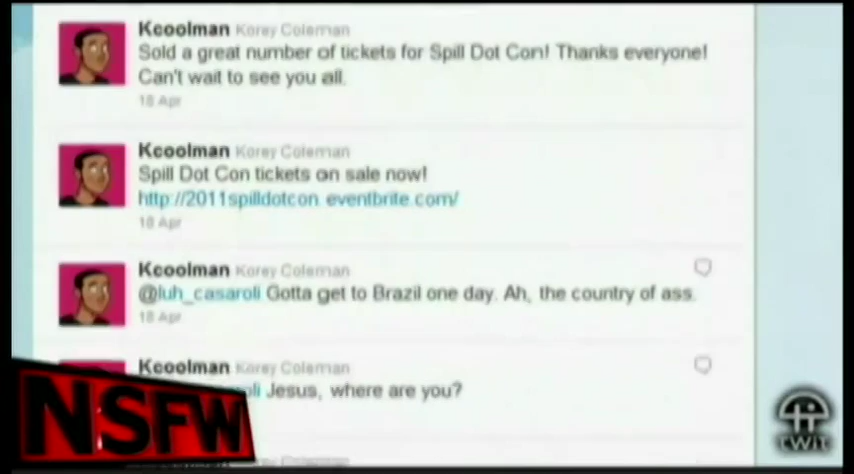 Kcoolman Korey Coleman
Sold a great number of tickets for Spill Dot Con! Thanks everyone!
Can't wait to see you all.
18 Apr
Kcoolman Korey Coleman
Spill Dot Con tickets on sale now!
http://2011spilldotcon.eventbrite.com/
18 Apr
Kcoolman Korey Coleman
@luh_casaroli Gotta get to Brazil one day. Ah, the country of ass.
18 Apr
Kcoolman Korey Coleman
Jesus, where are you?
NSFW
TWiT
Korey Coleman